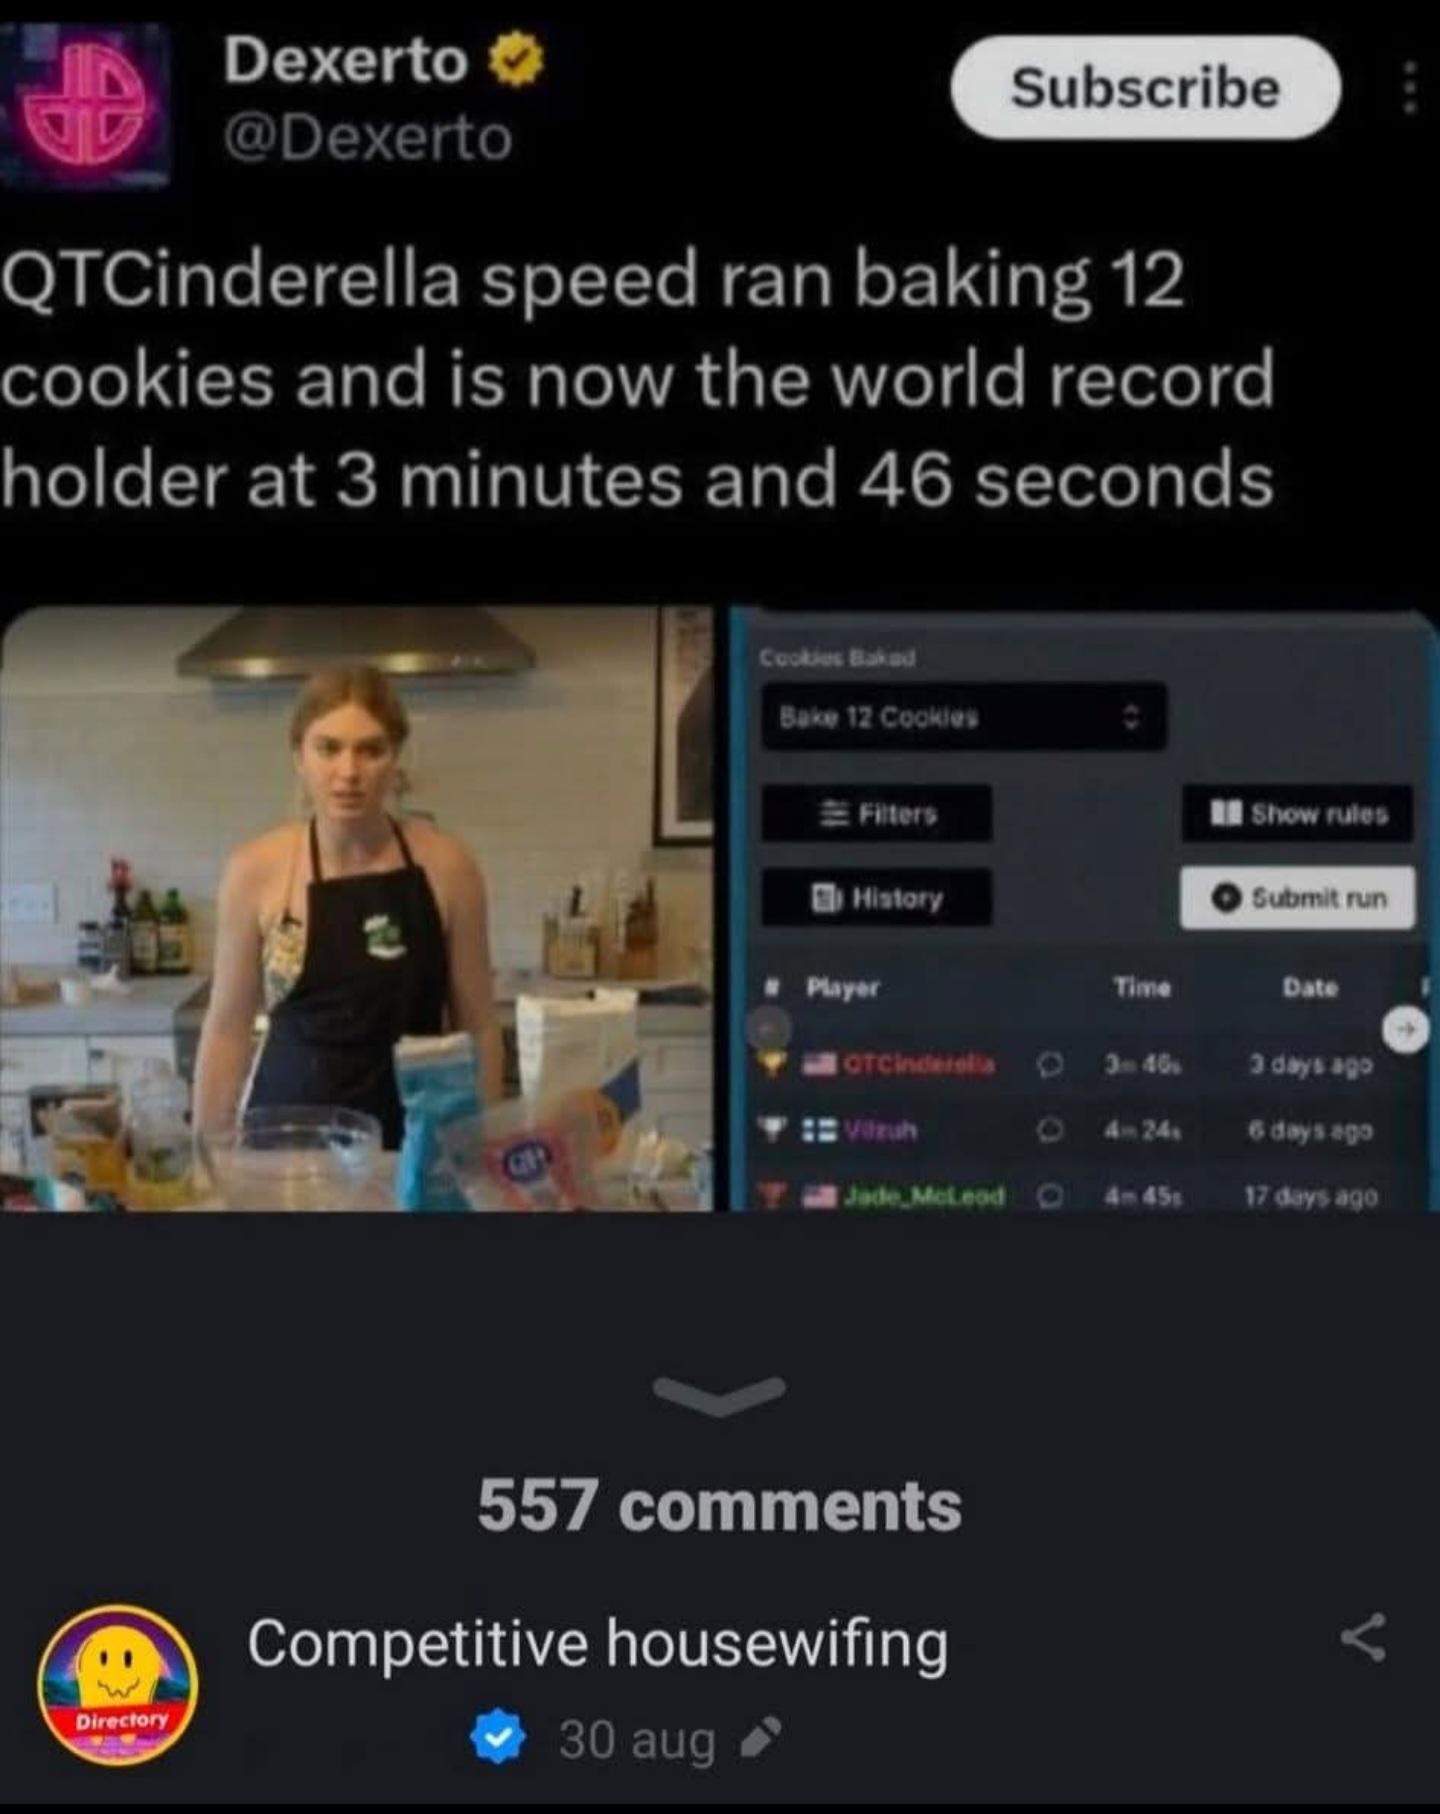 Dexerto
Subscribe
@Dexerto
QTCinderella speed ran baking 12
cookies and is now the world record
holder at 3 minutes and 46 seconds
Cookies Baked
Bake 12 Cookies
Filters
Show rules
History
Submit run
# Player Time Date
QTCinderella 3m 46s 3 days ago
Vilzuh 4m 24s 6 days ago
Jade_McLeod 4m 45s 17 days ago
557 comments
Competitive housewifing
Directory
30 aug